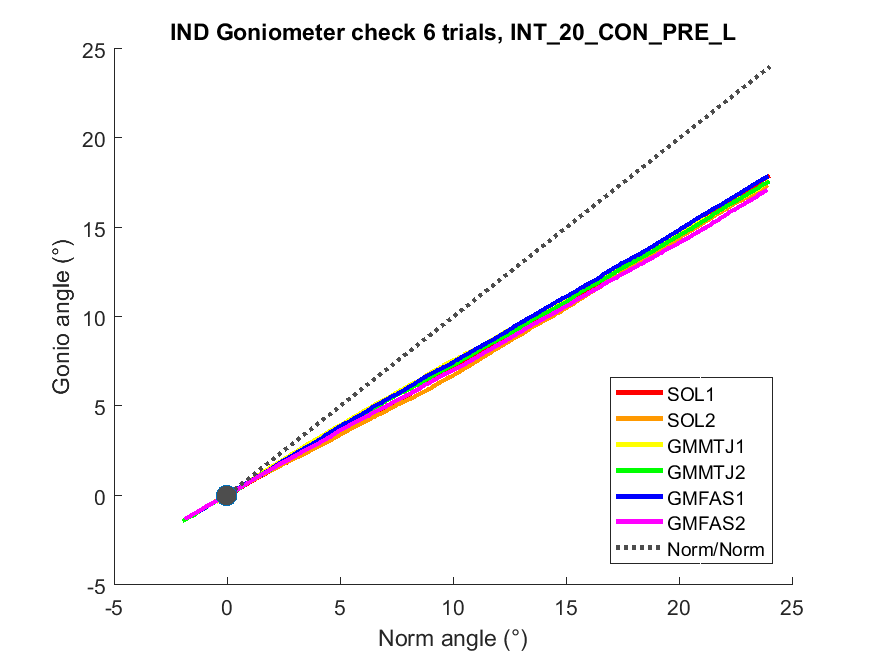 IND Goniometer check 6 trials, INT_20_CON_PRE_L
25
20
15
10
5
0
-5
Gonio angle (°)
-5
0
5
10
15
20
25
Norm angle (°)
SOL1
SOL2
GMMTJ1
GMMTJ2
GMFAS1
GMFAS2
Norm/Norm